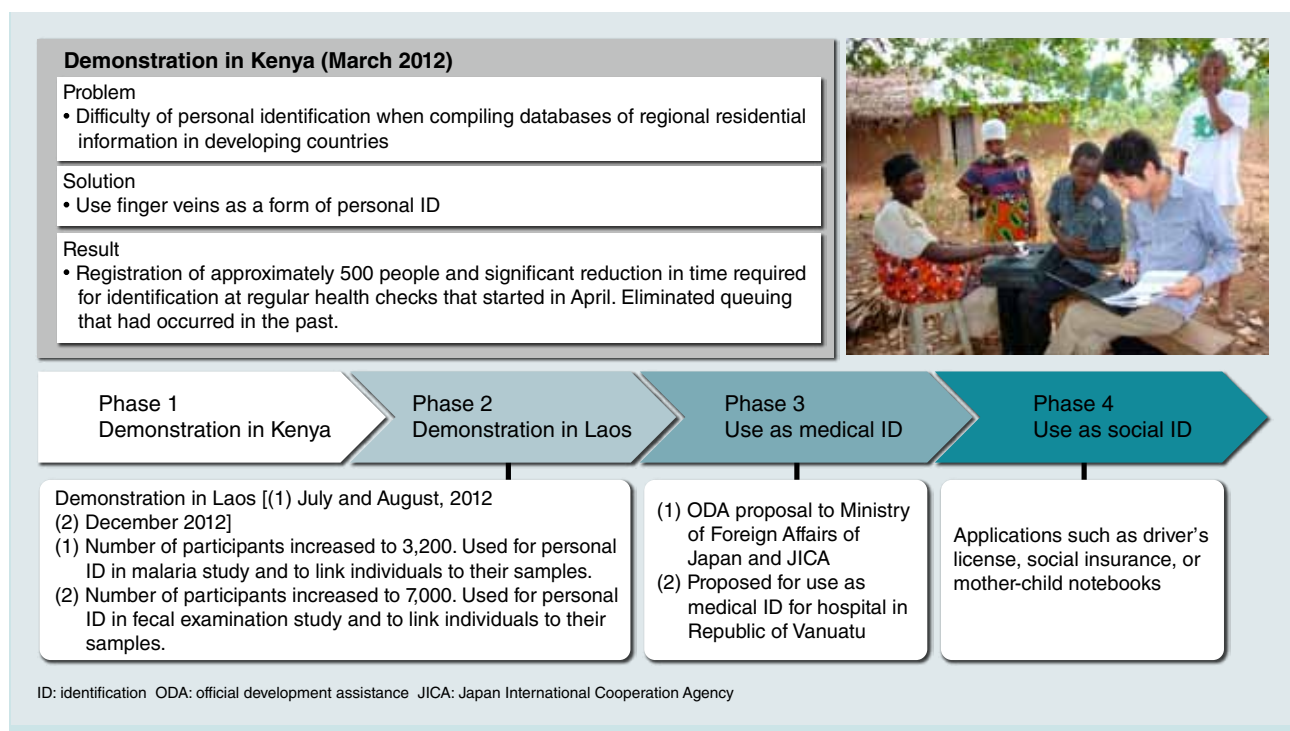 Demonstration in Kenya (March 2012)
Problem
• Difficulty of personal identification when compiling databases of regional residential
information in developing countries
Solution
• Use finger veins as a form of personal ID
Result
• Registration of approximately 500 people and significant reduction in time required
for identification at regular health checks that started in April. Eliminated queuing
that had occurred in the past.
Phase 1
Demonstration in Kenya
Phase 2
Demonstration in Laos
Phase 3
Use as medical ID
Phase 4
Use as social ID
Demonstration in Laos [(1) July and August, 2012
(2) December 2012]
(1) Number of participants increased to 3,200. Used for personal
ID in malaria study and to link individuals to their samples.
(2) Number of participants increased to 7,000. Used for personal
ID in fecal examination study and to link individuals to their
samples.
(1) ODA proposal to Ministry
of Foreign Affairs of
Japan and JICA
(2) Proposed for use as
medical ID for hospital in
Republic of Vanuatu
Applications such as driver's
license, social insurance, or
mother-child notebooks
ID: identification ODA: official development assistance JICA: Japan International Cooperation Agency